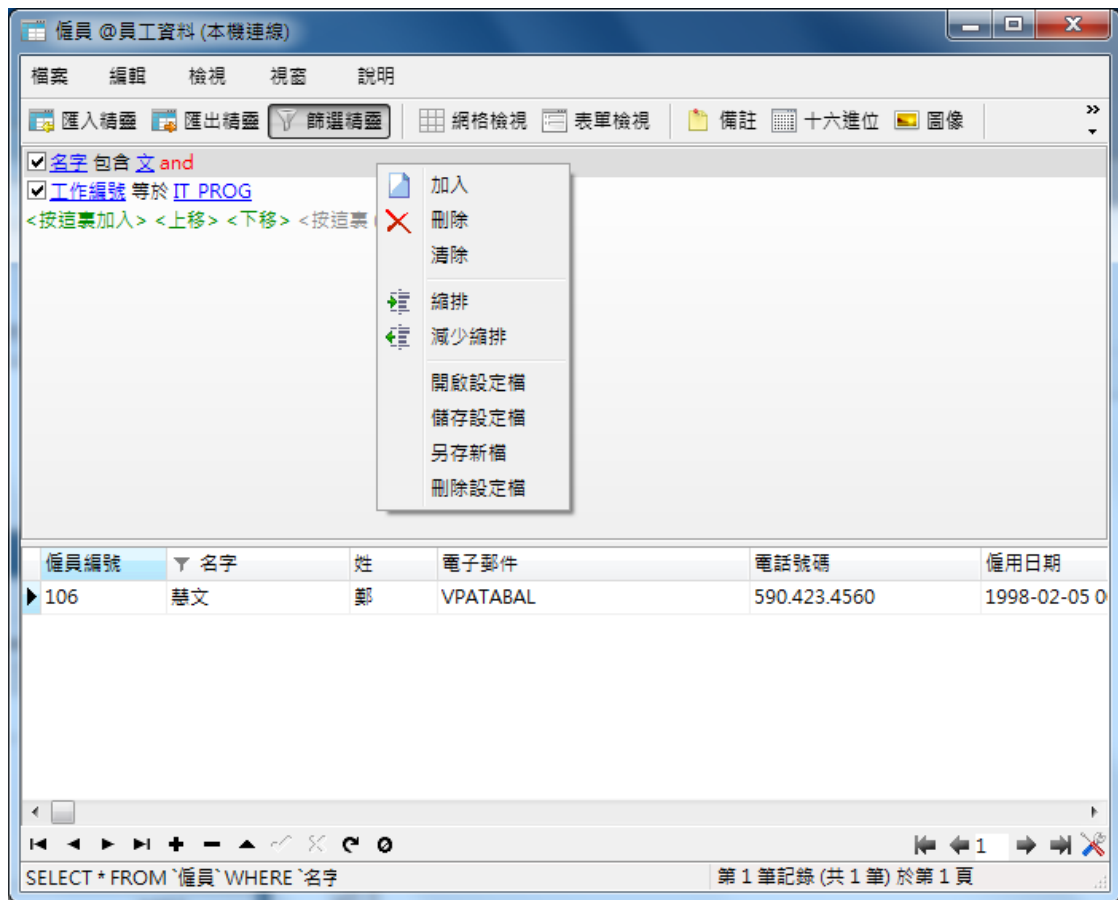 僱員 @員工資料 (本機連線)
檔案 編輯 檢視 視窗 說明
匯入精靈 匯出精靈 篩選精靈 網格檢視 表單檢視 備註 十六進位 圖像
名字 包含 文 and
工作編號 等於 IT_PROG
<按這裏加入> <上移> <下移> <按這裏
加入
刪除
清除
縮排
減少縮排
開啟設定檔
儲存設定檔
另存新檔
刪除設定檔
僱員編號 名字 姓 電子郵件 電話號碼 僱用日期
106 慧文 鄭 VPATABAL 590.423.4560 1998-02-05 0
1
SELECT * FROM `僱員` WHERE `名字 第 1 筆記錄 (共 1 筆) 於第 1 頁